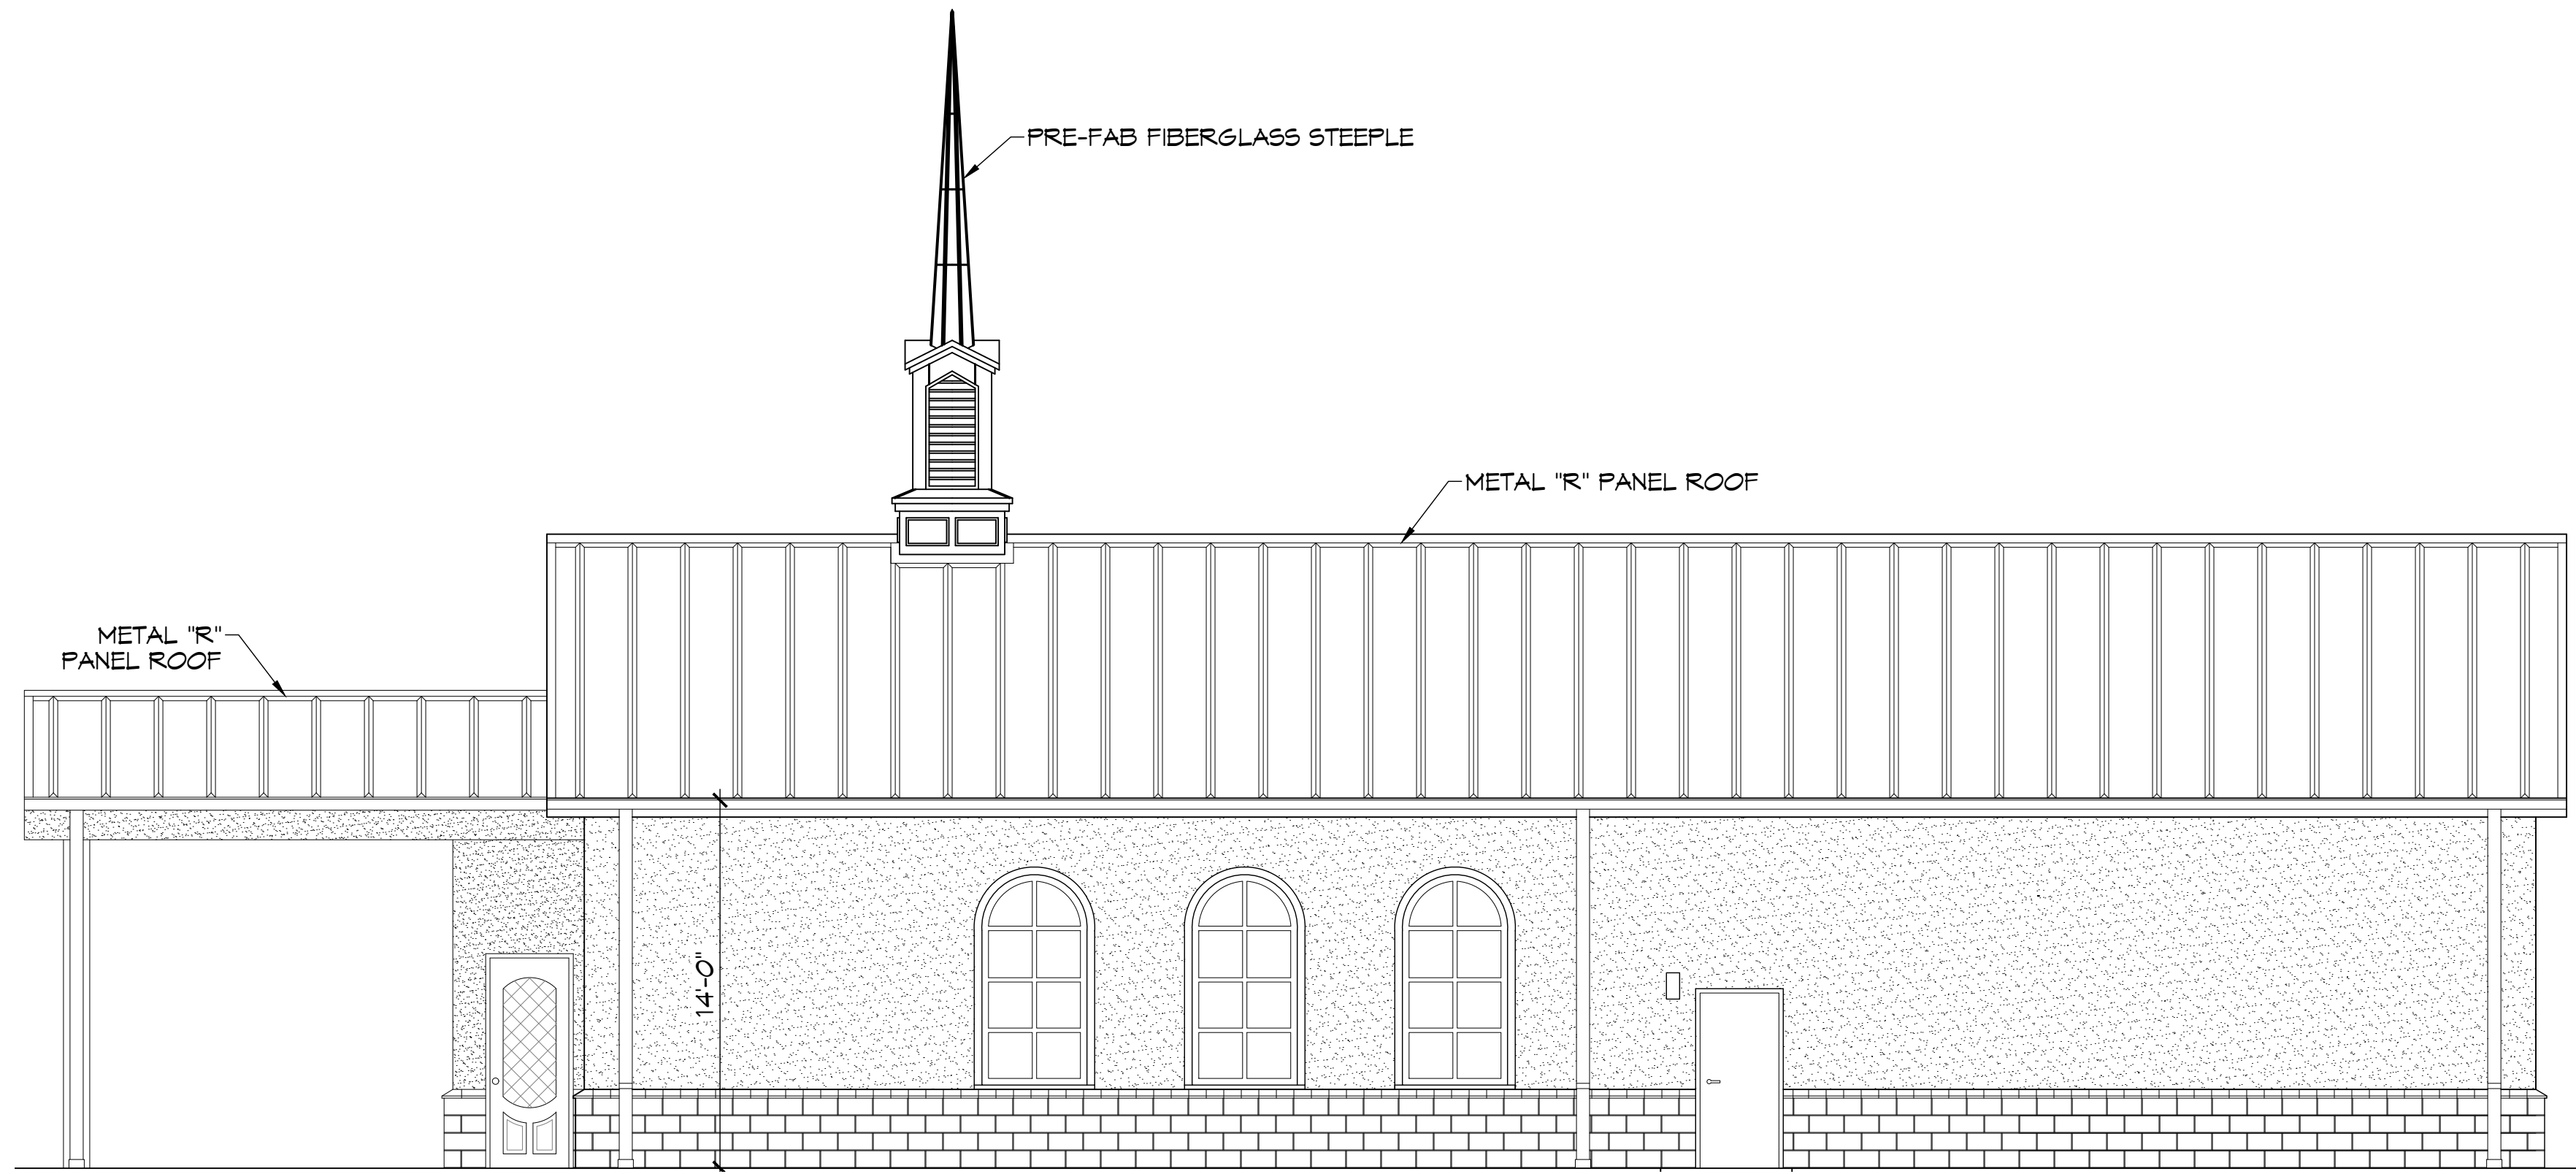 PRE-FAB FIBERGLASS STEEPLE
METAL "R" PANEL ROOF
METAL "R"
PANEL ROOF
14'-0"